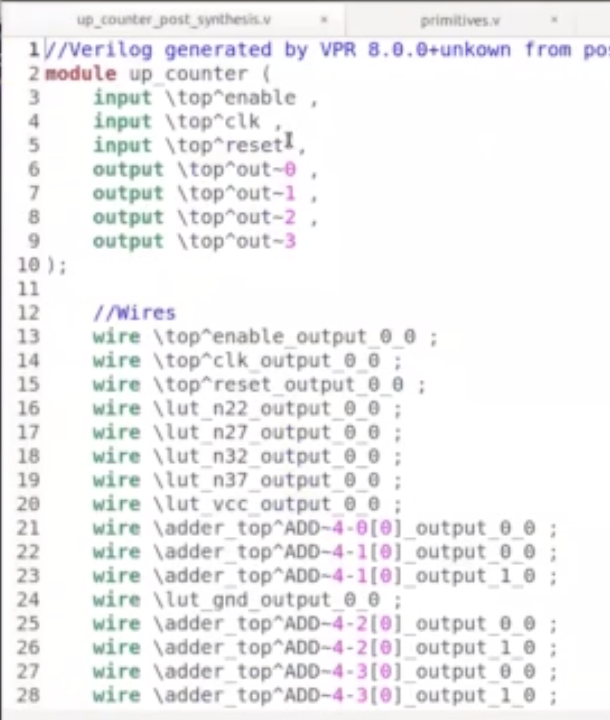 up_counter_post_synthesis.v × primitives.v ×
1 //Verilog generated by VPR 8.0.0+unkown from pos
2 module up_counter (
3 input \top^enable ,
4 input \top^clk ,
5 input \top^reset ,
6 output \top^out~0 ,
7 output \top^out~1 ,
8 output \top^out~2 ,
9 output \top^out~3
10 );
11
12 //Wires
13 wire \top^enable_output_0_0 ;
14 wire \top^clk_output_0_0 ;
15 wire \top^reset_output_0_0 ;
16 wire \lut_n22_output_0_0 ;
17 wire \lut_n27_output_0_0 ;
18 wire \lut_n32_output_0_0 ;
19 wire \lut_n37_output_0_0 ;
20 wire \lut_vcc_output_0_0 ;
21 wire \adder_top^ADD~4-0[0]_output_0_0 ;
22 wire \adder_top^ADD~4-1[0]_output_0_0 ;
23 wire \adder_top^ADD~4-1[0]_output_1_0 ;
24 wire \lut_gnd_output_0_0 ;
25 wire \adder_top^ADD~4-2[0]_output_0_0 ;
26 wire \adder_top^ADD~4-2[0]_output_1_0 ;
27 wire \adder_top^ADD~4-3[0]_output_0_0 ;
28 wire \adder_top^ADD~4-3[0]_output_1_0 ;